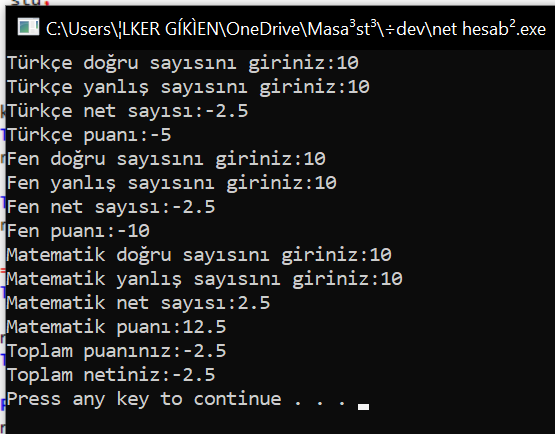 C:\Users\¦LKER GÍKÌEN\OneDrive\Masa³st³\÷dev\net hesab².exe
Türkçe doğru sayısını giriniz:10
Türkçe yanlış sayısını giriniz:10
Türkçe net sayısı:-2.5
Türkçe puanı:-5
Fen doğru sayısını giriniz:10
Fen yanlış sayısını giriniz:10
Fen net sayısı:-2.5
Fen puanı:-10
Matematik doğru sayısını giriniz:10
Matematik yanlış sayısını giriniz:10
Matematik net sayısı:2.5
Matematik puanı:12.5
Toplam puanınız:-2.5
Toplam netiniz:-2.5
Press any key to continue . . .